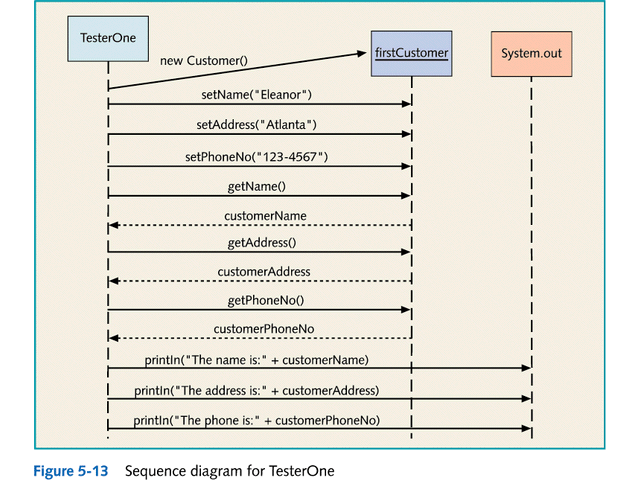 TesterOne
firstCustomer
System.out
new Customer()
setName("Eleanor")
setAddress("Atlanta")
setPhoneNo("123-4567")
getName()
customerName
getAddress()
customerAddress
getPhoneNo()
customerPhoneNo
println("The name is:" + customerName)
println("The address is:" + customerAddress)
println("The phone is:" + customerPhoneNo)
Figure 5-13 Sequence diagram for TesterOne